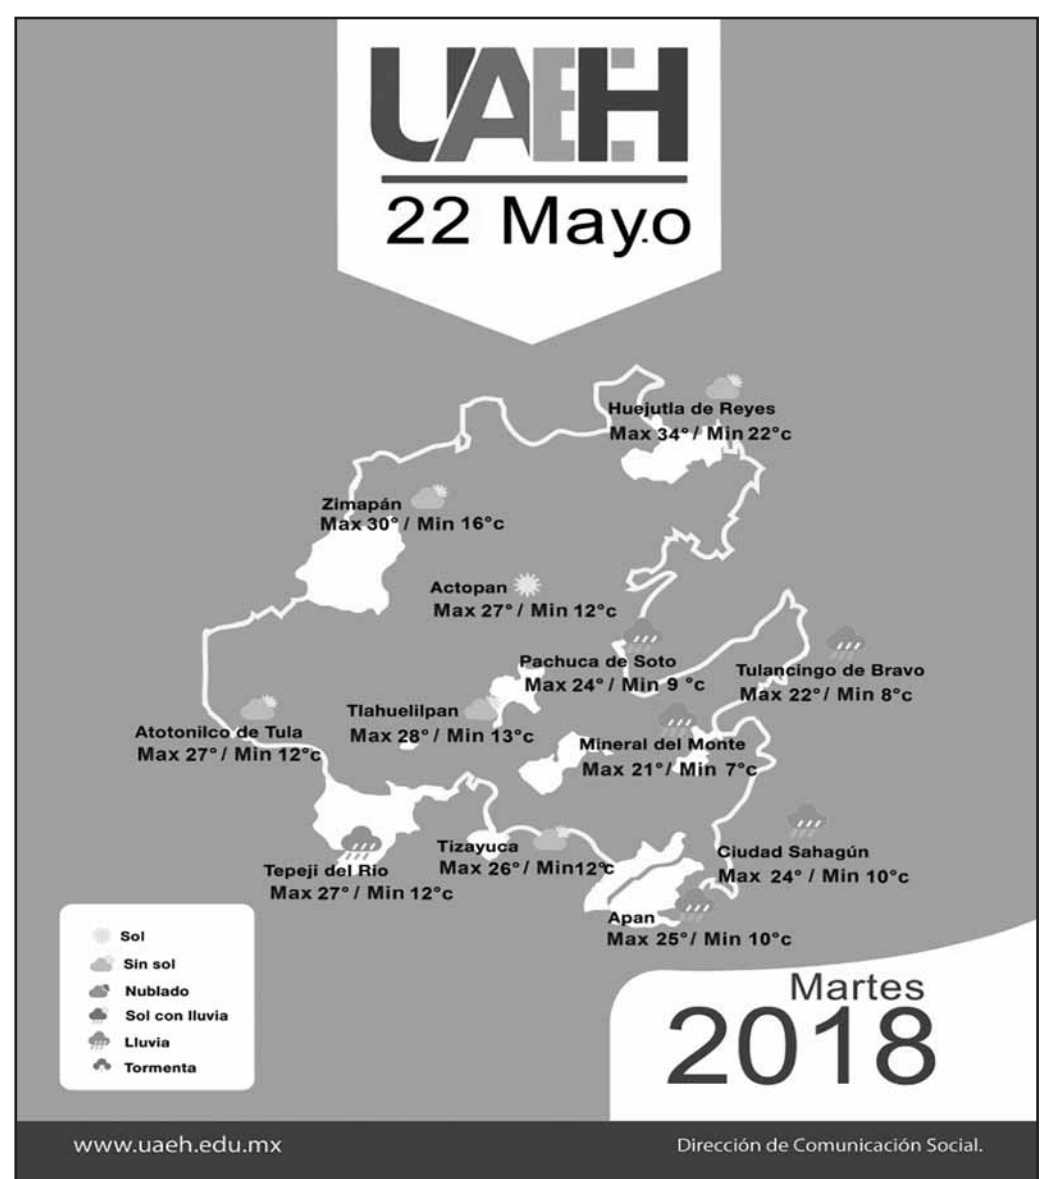 UAEH
22 Mayo
Huejutla de Reyes
Max 34° / Min 22°c
Zimapán
Max 30° / Min 16°c
Actopan
Max 27° / Min 12°c
Pachuca de Soto
Max 24° / Min 9 °c
Tulancingo de Bravo
Max 22° / Min 8°c
Tlahuelilpan
Max 28° / Min 13°c
Atotonilco de Tula
Max 27° / Min 12°c
Mineral del Monte
Max 21° / Min 7°c
Tizayuca
Max 26° / Min12°c
Ciudad Sahagún
Max 24° / Min 10°c
Tepeji del Río
Max 27° / Min 12°c
Apan
Max 25° / Min 10°c
Sol
Sin sol
Nublado
Sol con lluvia
Lluvia
Tormenta
Martes
2018
www.uaeh.edu.mx
Dirección de Comunicación Social.